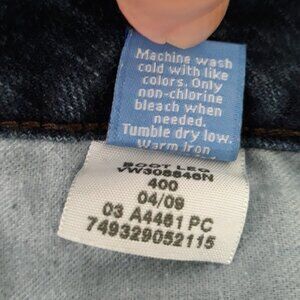 Machine wash
cold with like
colors. Only
non-chlorine
bleach when
needed.
Tumble dry low.
Warm Iron
BOOT LEG
VW308846N
400
04/09
03 A4461 PC
749329052115